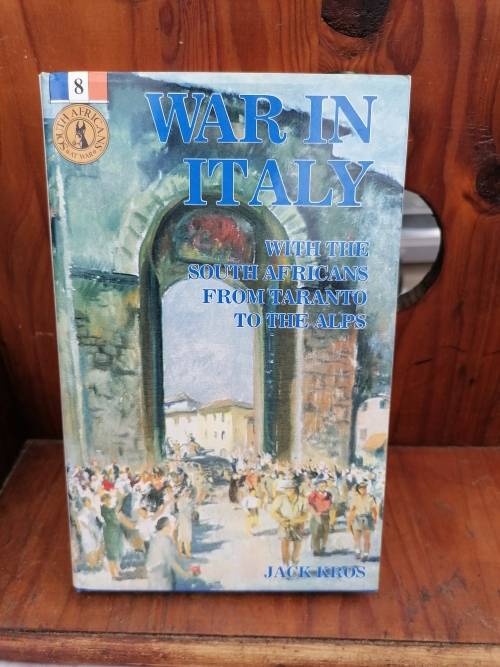 8
SOUTH AFRICANS
AT WAR
WAR IN
ITALY
WITH THE
SOUTH AFRICANS
FROM TARANTO
TO THE ALPS
JACK KROS